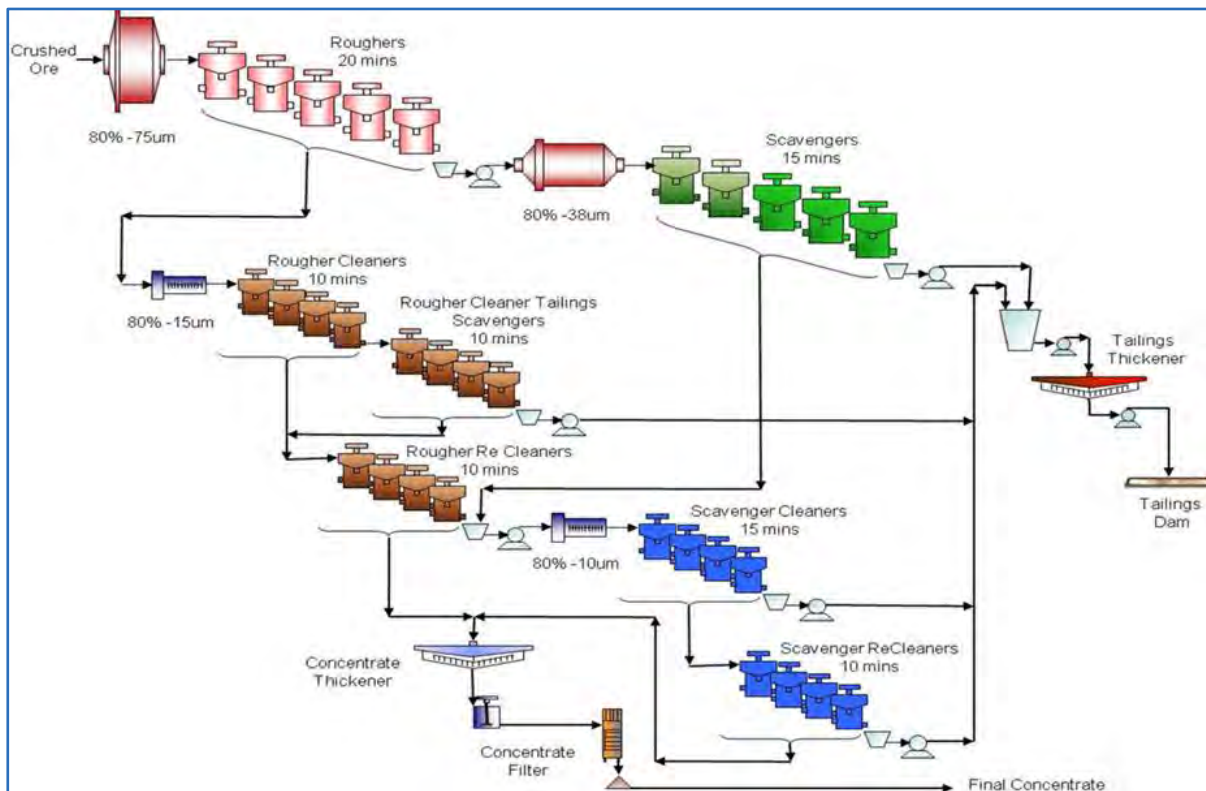 Crushed
Ore
Roughers
20 mins
80% -75um
Scavengers
15 mins
80% -38um
Rougher Cleaners
10 mins
80% -15um
Rougher Cleaner Tailings
Scavengers
10 mins
Tailings
Thickener
Rougher Re Cleaners
10 mins
Tailings
Dam
Scavenger Cleaners
15 mins
80% -10um
Scavenger ReCleaners
10 mins
Concentrate
Thickener
Concentrate
Filter
Final Concentrate